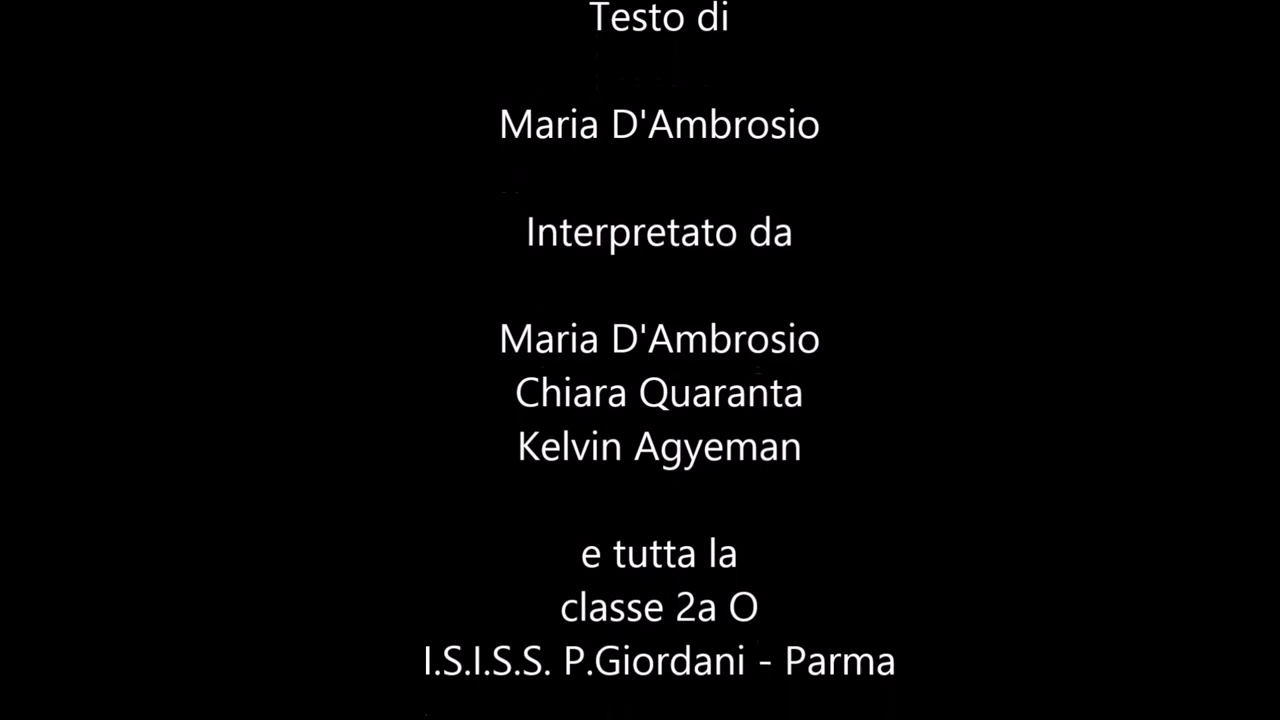 Testo di
Maria D'Ambrosio
Interpretato da
Maria D'Ambrosio
Chiara Quaranta
Kelvin Agyeman
e tutta la
classe 2a O
I.S.I.S.S. P.Giordani - Parma